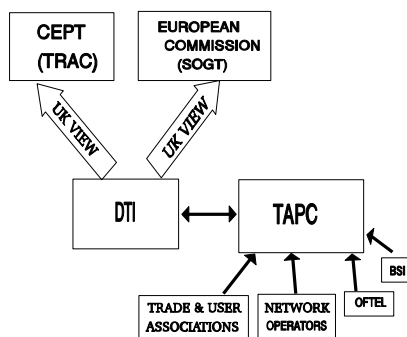 CEPT
(TRAC)
EUROPEAN
COMMISSION
(SOGT)
UK VIEW
UK VIEW
DTI
TAPC
BSI
TRADE & USER
ASSOCIATIONS
NETWORK
OPERATORS
OFTEL